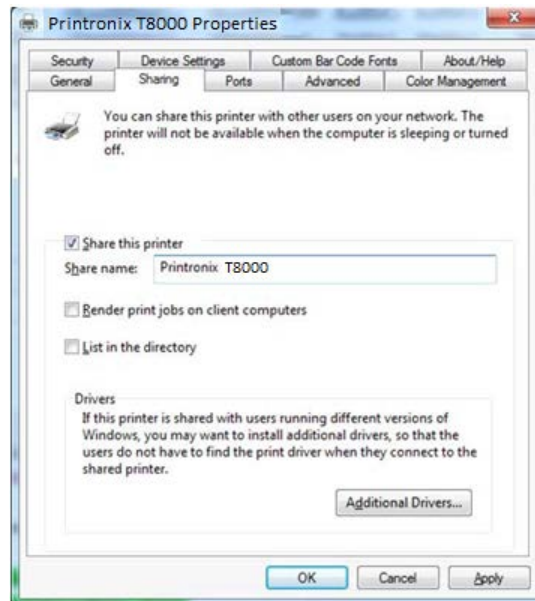 Printronix T8000 Properties
Security Device Settings Custom Bar Code Fonts About/Help
General Sharing Ports Advanced Color Management
You can share this printer with other users on your network. The
printer will not be available when the computer is sleeping or turned
off.
Share this printer
Share name: Printronix T8000
Render print jobs on client computers
List in the directory
Drivers
If this printer is shared with users running different versions of
Windows, you may want to install additional drivers, so that the
users do not have to find the print driver when they connect to the
shared printer.
Additional Drivers...
OK Cancel Apply